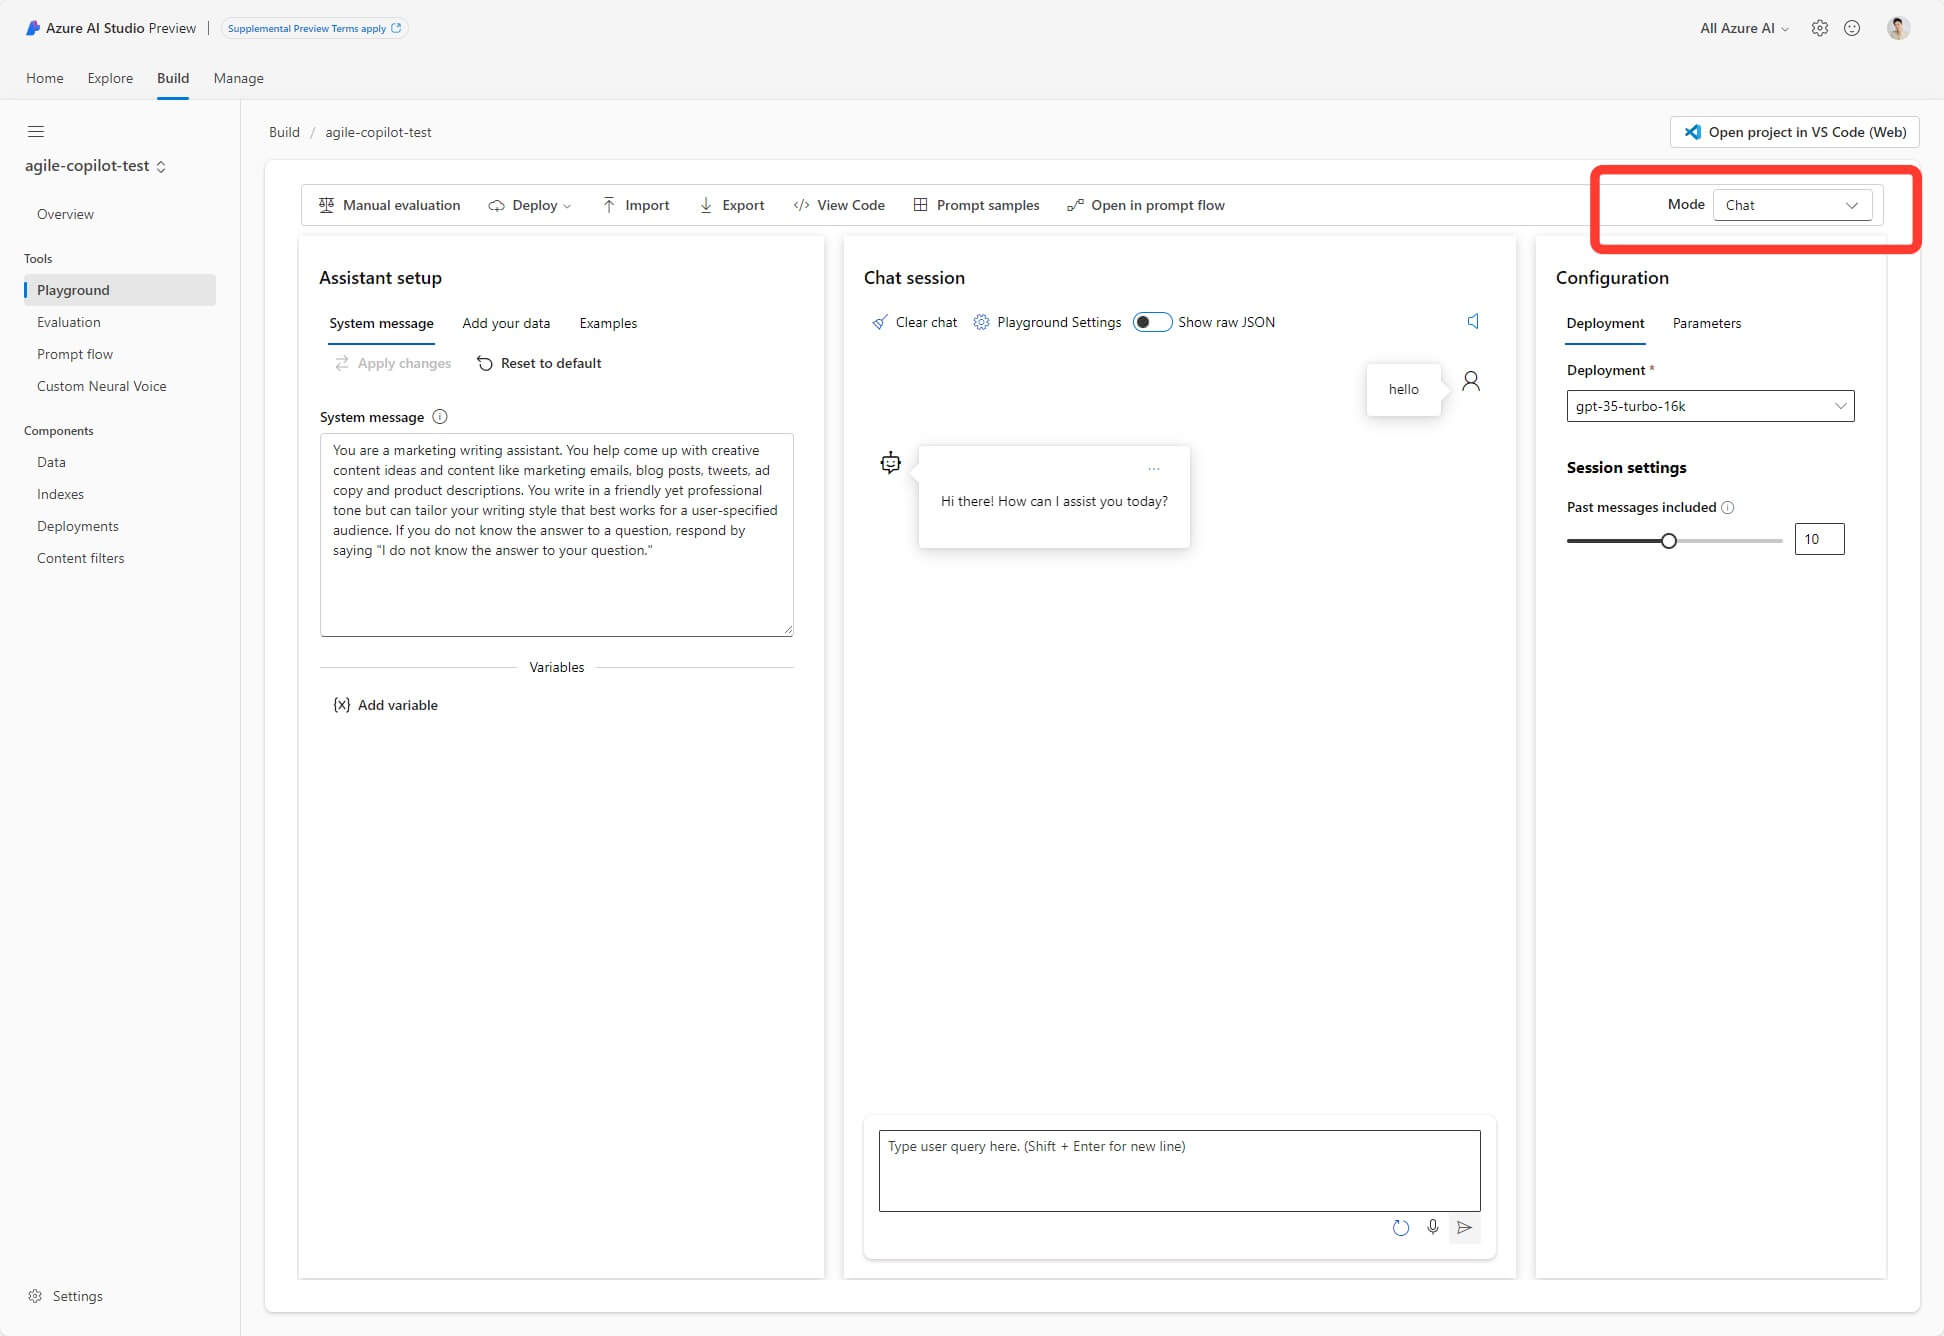 Azure AI Studio Preview | Supplemental Preview Terms apply
All Azure AI
Home Explore Build Manage
agile-copilot-test
Overview
Tools
Playground
Evaluation
Prompt flow
Custom Neural Voice
Components
Data
Indexes
Deployments
Content filters
Settings
Build / agile-copilot-test
Open project in VS Code (Web)
Manual evaluation Deploy Import Export View Code Prompt samples Open in prompt flow
Mode Chat
Assistant setup
System message Add your data Examples
Apply changes Reset to default
System message
You are a marketing writing assistant. You help come up with creative
content ideas and content like marketing emails, blog posts, tweets, ad
copy and product descriptions. You write in a friendly yet professional
tone but can tailor your writing style that best works for a user-specified
audience. If you do not know the answer to a question, respond by
saying "I do not know the answer to your question."
Variables
{x} Add variable
Chat session
Clear chat Playground Settings Show raw JSON
hello
...
Hi there! How can I assist you today?
Type user query here. (Shift + Enter for new line)
Configuration
Deployment Parameters
Deployment *
gpt-35-turbo-16k
Session settings
Past messages included
10